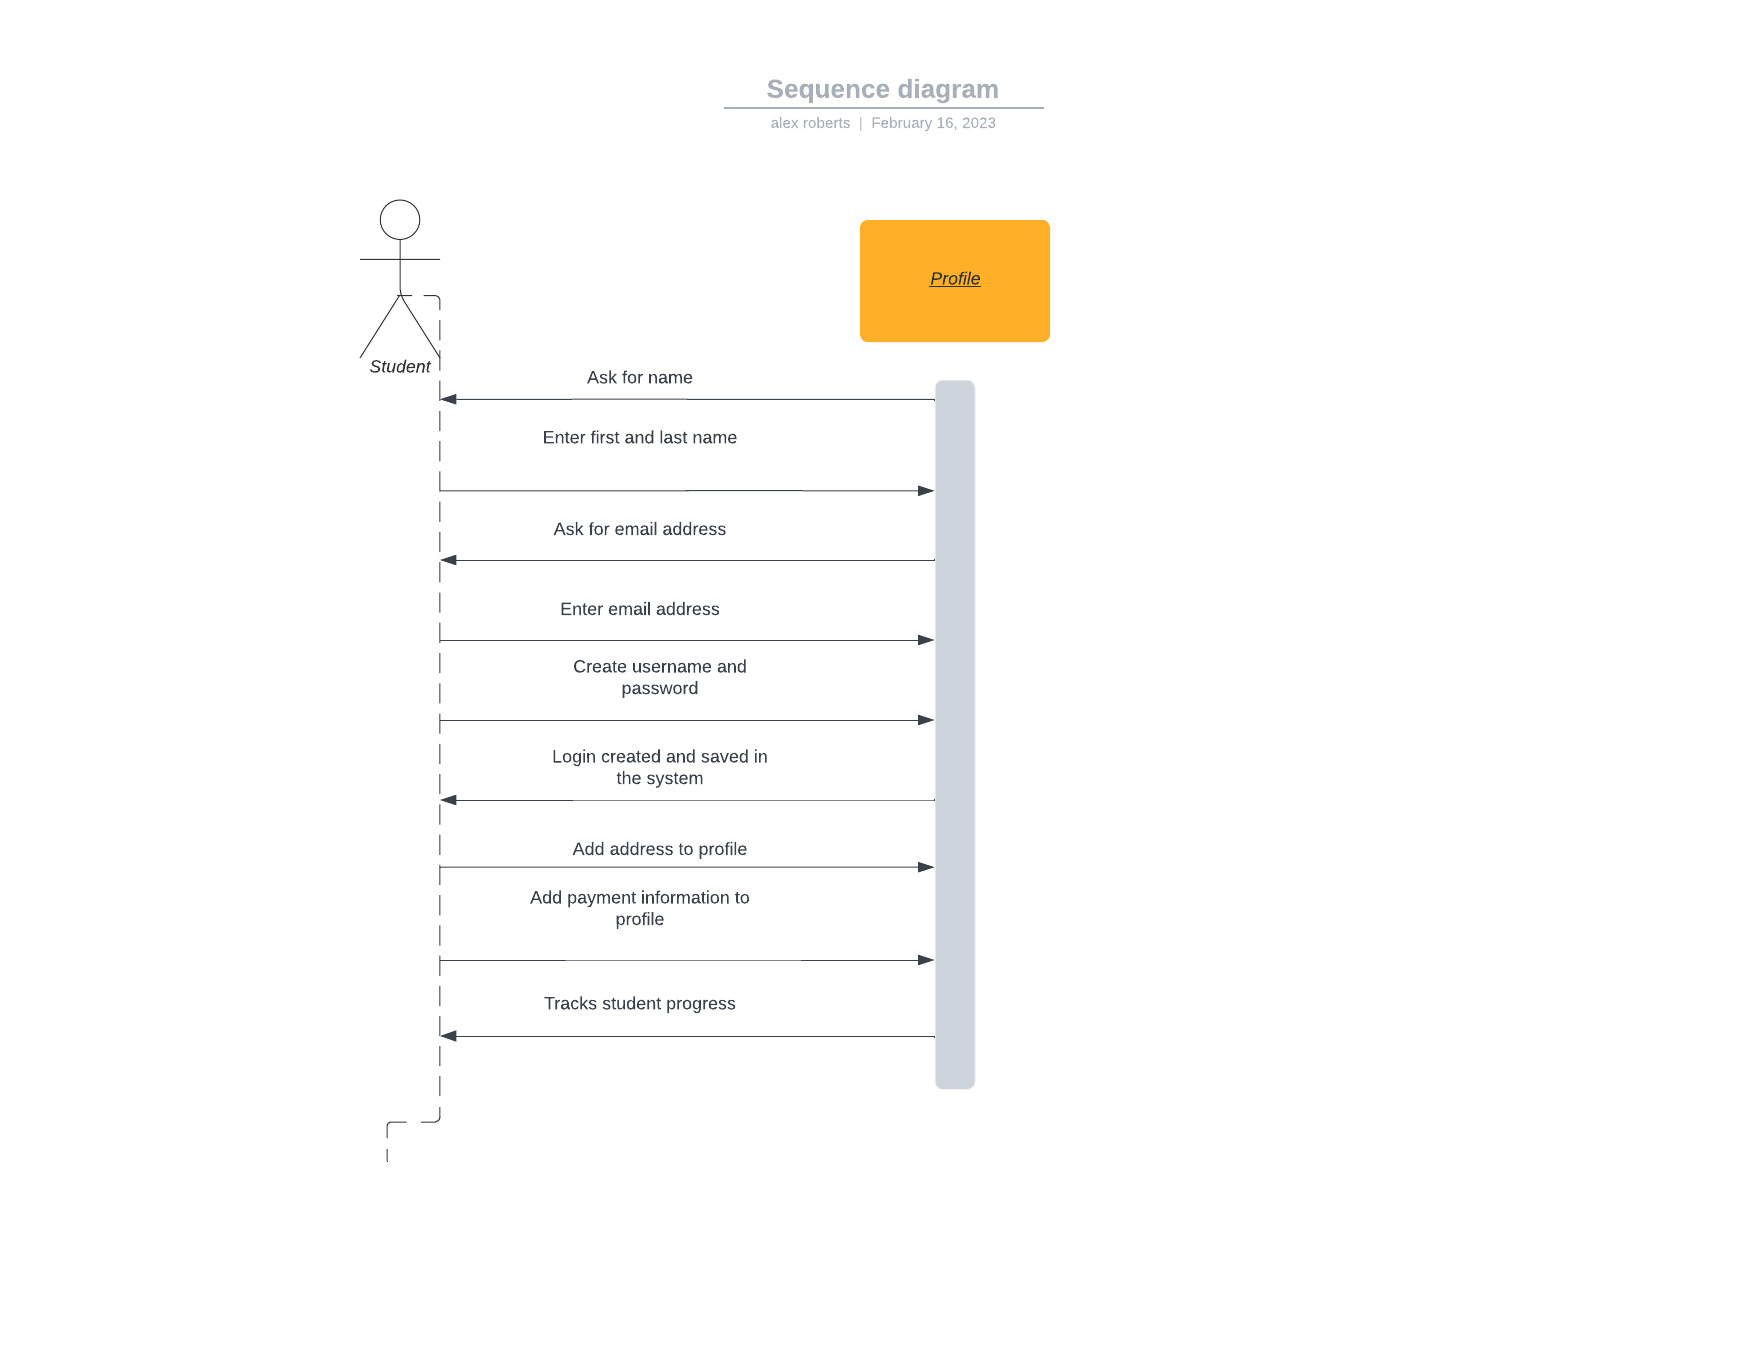 Sequence diagram
alex roberts | February 16, 2023
Profile
Student
Ask for name
Enter first and last name
Ask for email address
Enter email address
Create username and
password
Login created and saved in
the system
Add address to profile
Add payment information to
profile
Tracks student progress